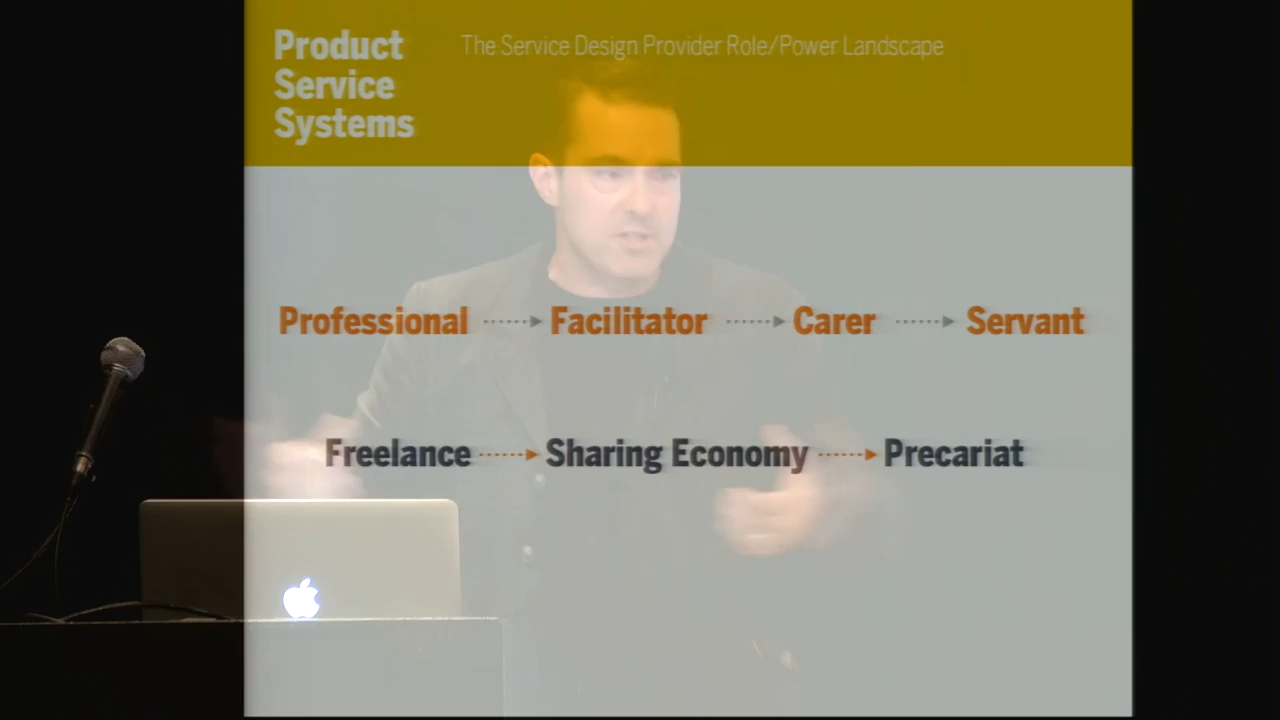 Product
Service
Systems
The Service Design Provider Role/Power Landscape
Professional Facilitator Carer Servant
Freelance Sharing Economy Precariat